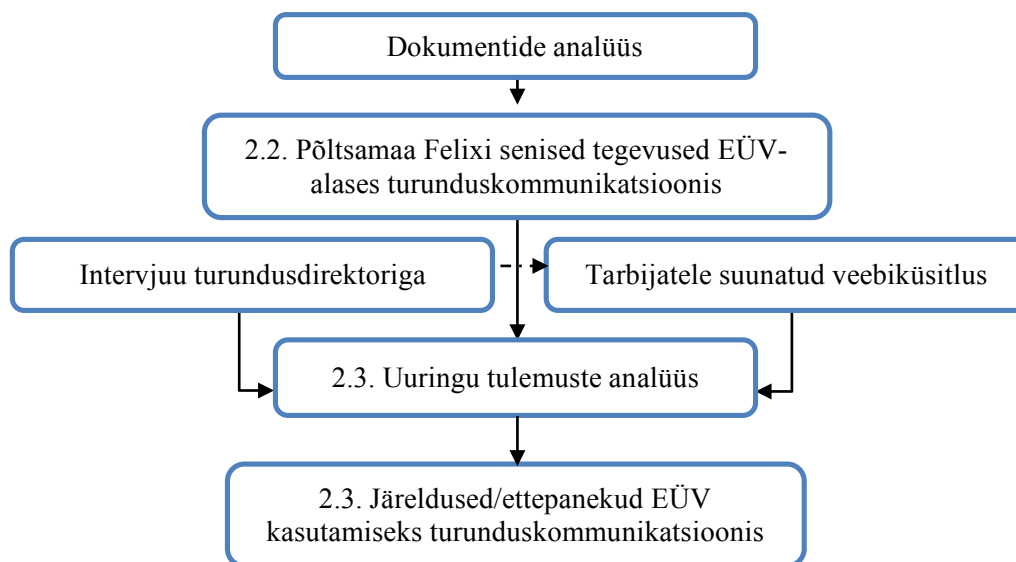 Dokumentide analüüs
2.2. Põltsamaa Felixi senised tegevused EÜV-
alases turunduskommunikatsioonis
Intervjuu turundusdirektoriga
Tarbijatele suunatud veebiküsitlus
2.3. Uuringu tulemuste analüüs
2.3. Järeldused/ettepanekud EÜV
kasutamiseks turunduskommunikatsioonis